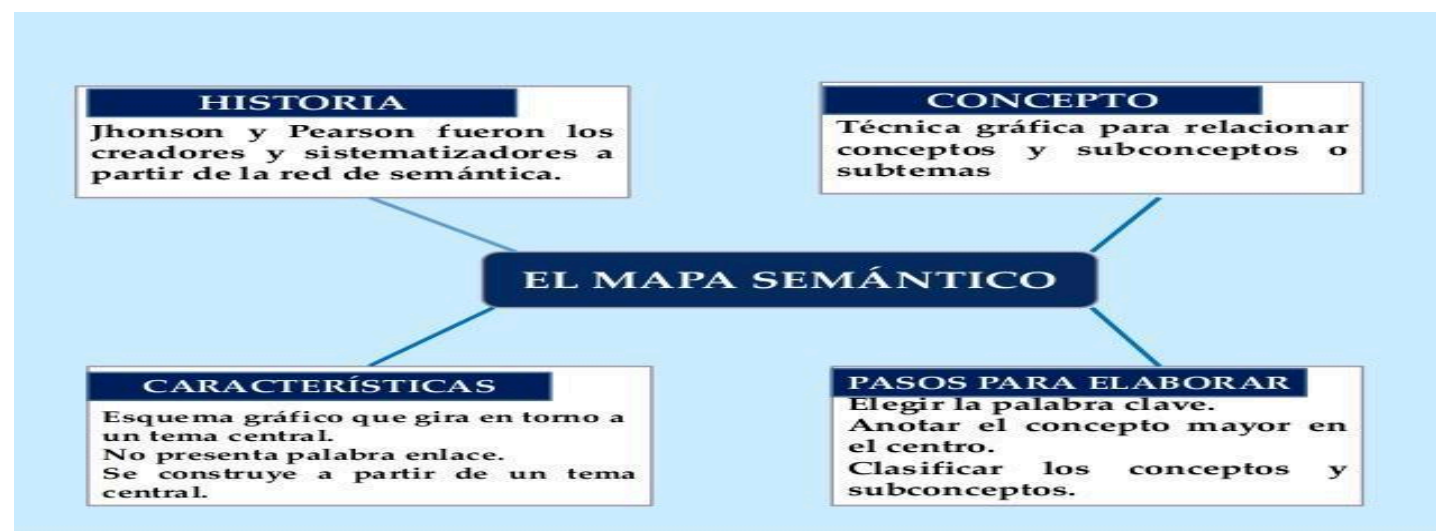 HISTORIA
Jhonson y Pearson fueron los
creadores y sistematizadores a
partir de la red de semántica.
CONCEPTO
Técnica gráfica para relacionar
conceptos y subconceptos o
subtemas
EL MAPA SEMÁNTICO
CARACTERÍSTICAS
Esquema gráfico que gira en torno a
un tema central.
No presenta palabra enlace.
Se construye a partir de un tema
central.
PASOS PARA ELABORAR
Elegir la palabra clave.
Anotar el concepto mayor en
el centro.
Clasificar los conceptos y
subconceptos.